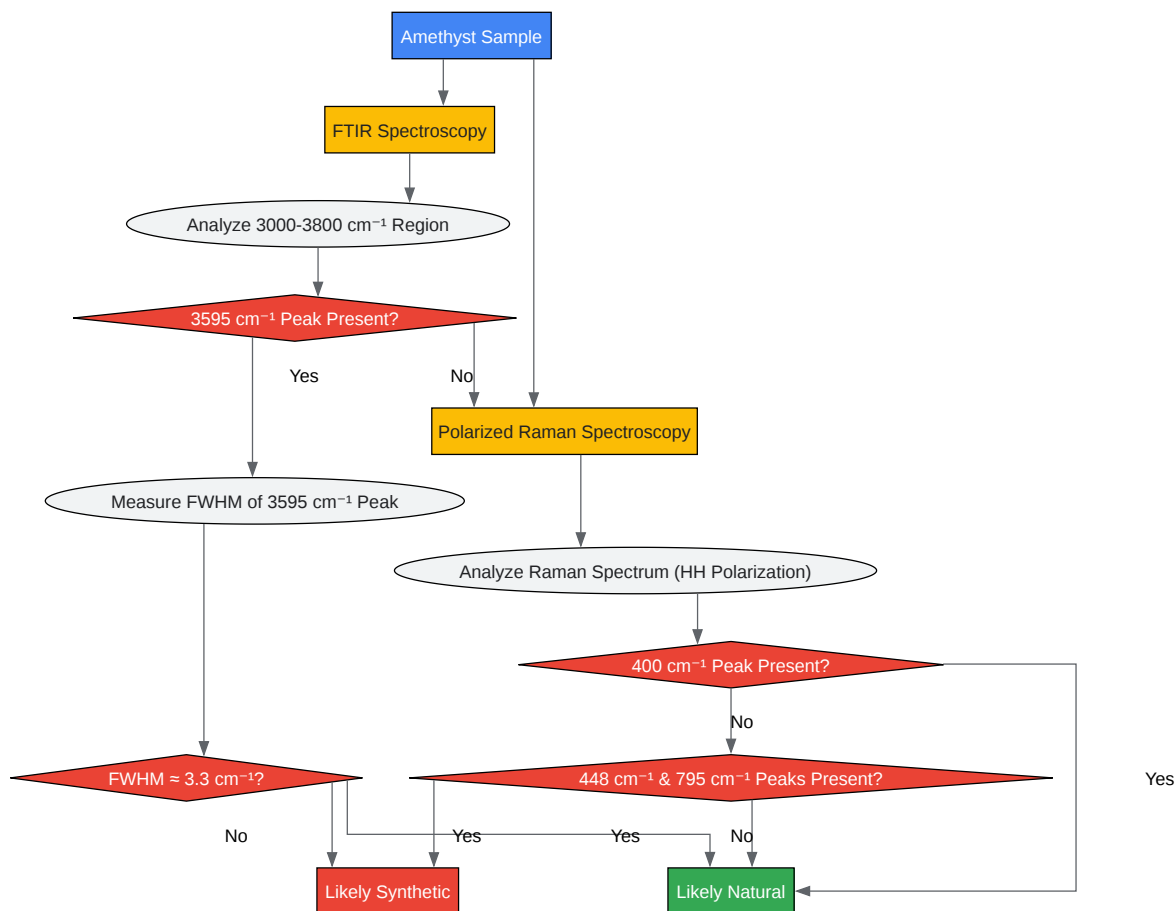 Amethyst Sample
FTIR Spectroscopy
Analyze 3000-3800 cm⁻¹ Region
3595 cm⁻¹ Peak Present?
Yes
No
Polarized Raman Spectroscopy
Measure FWHM of 3595 cm⁻¹ Peak
Analyze Raman Spectrum (HH Polarization)
400 cm⁻¹ Peak Present?
No
FWHM ≈ 3.3 cm⁻¹?
448 cm⁻¹ & 795 cm⁻¹ Peaks Present?
Yes
No
Yes
Yes
No
Likely Synthetic
Likely Natural